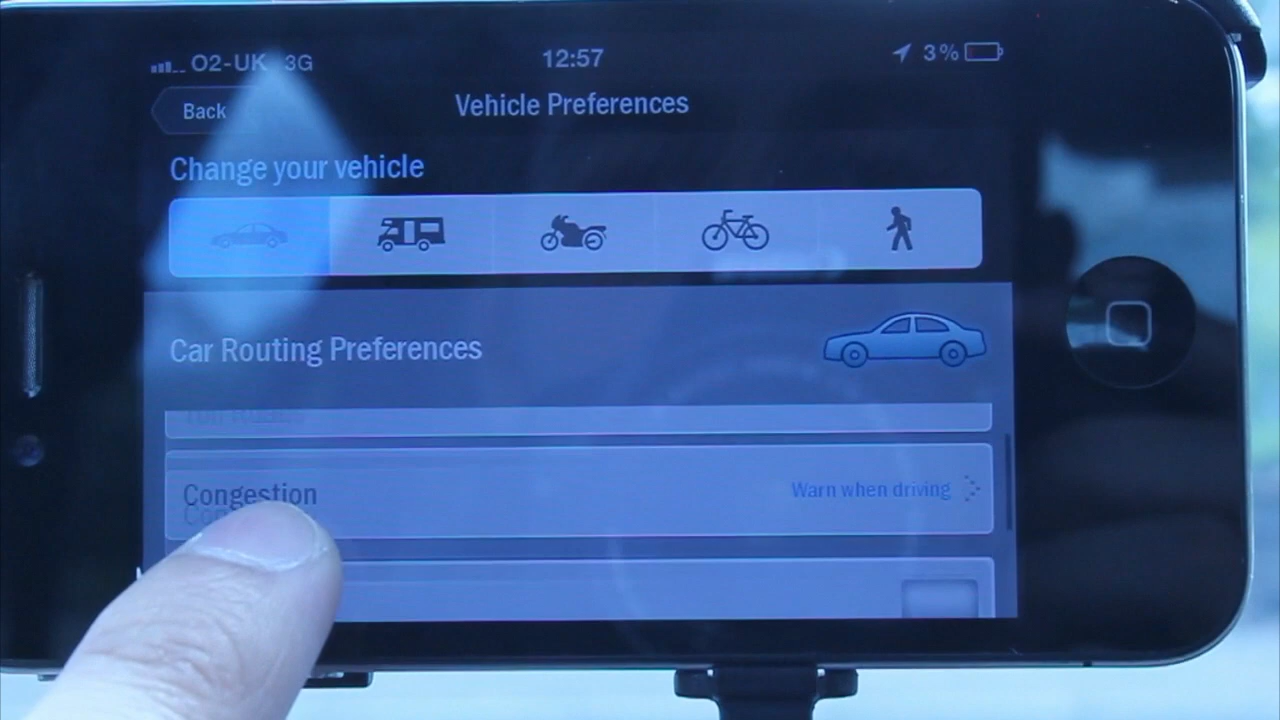 O2-UK 3G 12:57 3%
Back Vehicle Preferences
Change your vehicle
Car Routing Preferences
Congestion Warn when driving